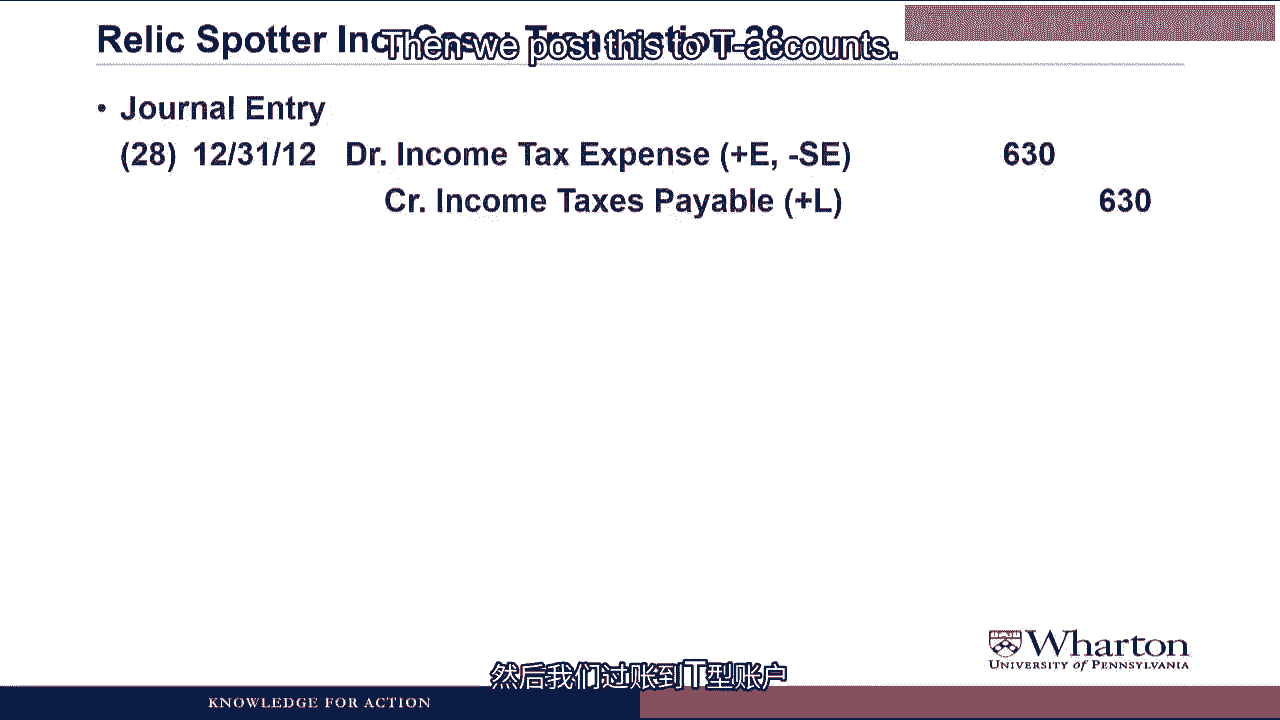 Relic Spotter Inc. Case: Transaction 28
Then we post this to T-accounts.
• Journal Entry
(28) 12/31/12 Dr. Income Tax Expense (+E, -SE) 630
Cr. Income Taxes Payable (+L) 630
Wharton
UNIVERSITY of PENNSYLVANIA
然后我们过账到T型账户
KNOWLEDGE FOR ACTION